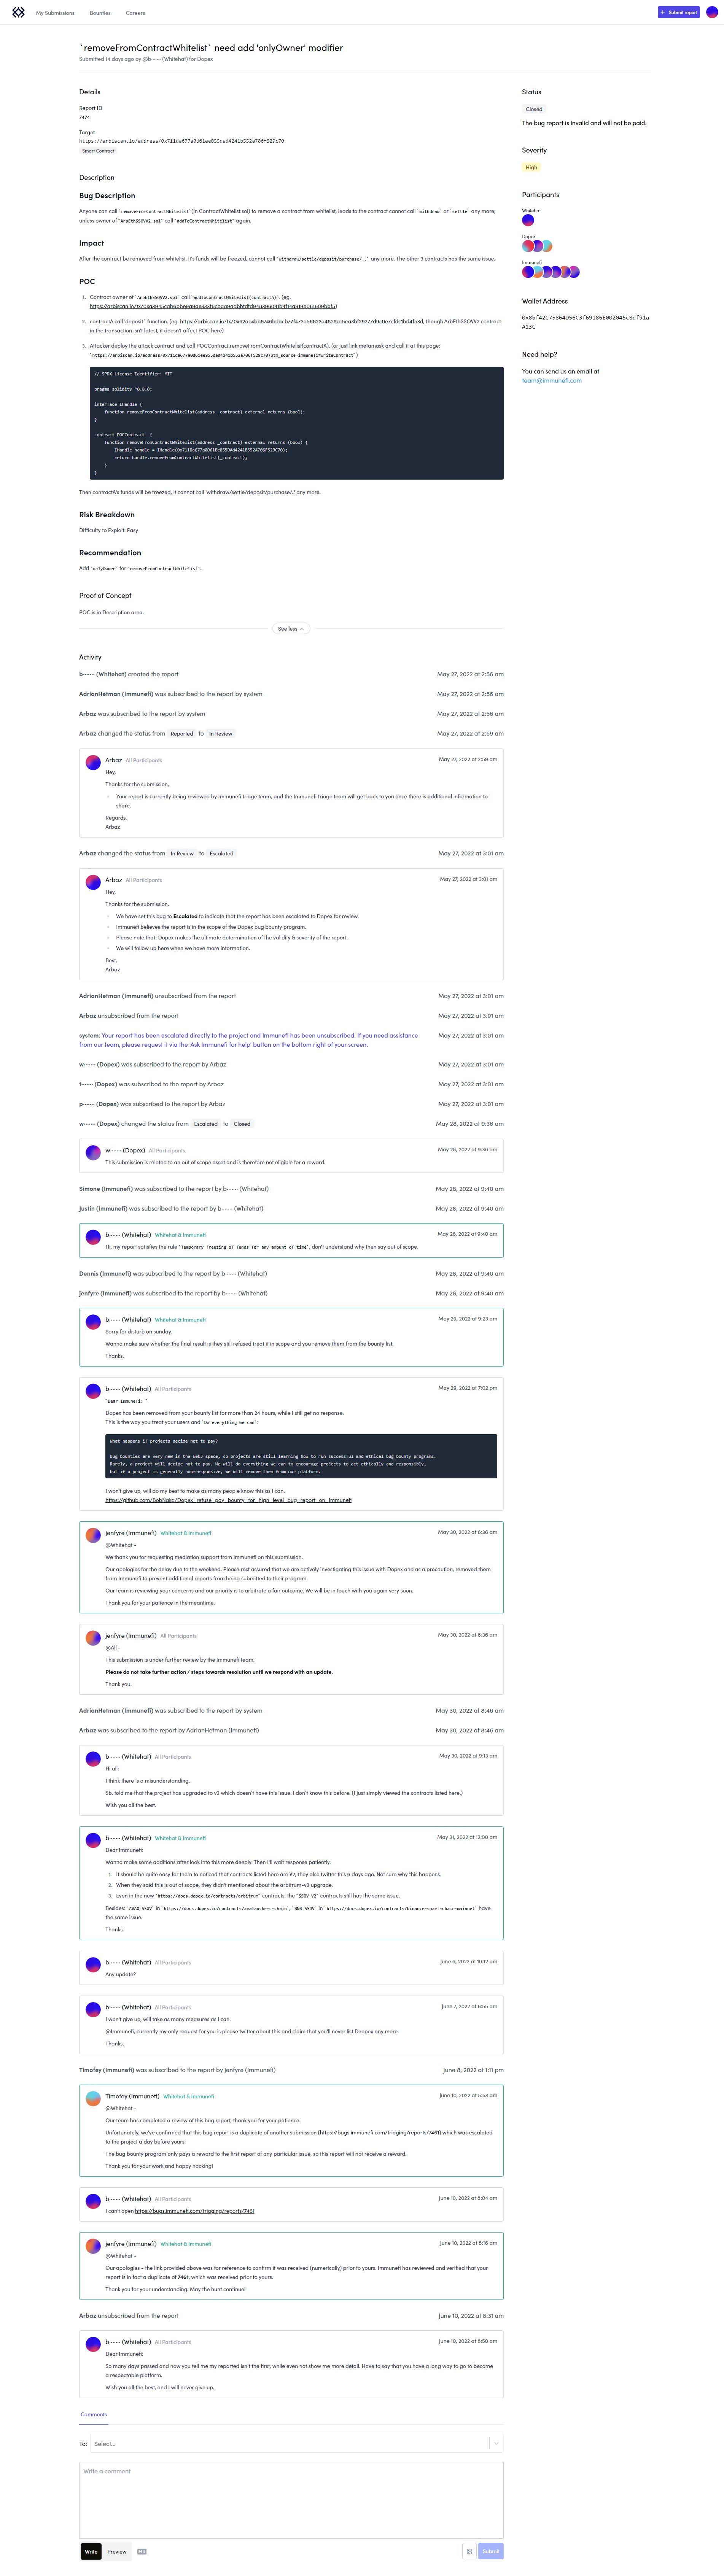 My Submissions
Bounties
Careers
Submit report
`removeFromContractWhitelist` need add 'onlyOwner' modifier
Submitted 14 days ago by @b----- (Whitehat) for Dopex
Details
Report ID
7474
Target
Smart Contract
Description
Bug Description
Anyone can call `removeFromContractWhitelist`(in ContractWhitelist.sol) to remove a contract from whitelist, leads to the contract cannot call `withdraw` or `settle` any more,
unless owner of `ArbEthSSOVV2.sol` call `addToContractWhitelist` again.
Impact
After the contract be removed from whitelist, it's funds will be freezed, cannot call `withdraw/settle/deposit/purchase/..` any more. The other 3 contracts has the same issue.
POC
1. Contract owner of `ArbEthSSOVV2.sol` call `addToContractWhitelist(contractA)`. (eg.
2. contractA call 'deposit` function. (eg.
in the transaction isn't latest, it doesn't affect POC here)
3. Attacker deploy the attack contract and call POCContract.removeFromContractWhitelist(contractA). (or just link metamask and call it at this page:
// SPDX-License-Identifier: MIT
pragma solidity ^0.8.0;
interface IHandle {
function removeFromContractWhitelist(address _contract) external returns (bool);
}
contract POCContract {
function removeFromContractWhitelist(address _contract) external returns (bool) {
return handle.removeFromContractWhitelist(_contract);
}
}
Then contractA's funds will be freezed, it cannot call 'withdraw/settle/deposit/purchase/..' any more.
Risk Breakdown
Difficulty to Exploit: Easy
Recommendation
Add `onlyOwner` for `removeFromContractWhitelist`.
Proof of Concept
POC is in Description area.
See less
Status
Closed
The bug report is invalid and will not be paid.
Severity
High
Participants
Whitehat
Dopex
Immunefi
Wallet Address
Need help?
You can send us an email at
team@immunefi.com
Activity
b----- (Whitehat) created the report May 27, 2022 at 2:56 am
AdrianHetman (Immunefi) was subscribed to the report by system May 27, 2022 at 2:56 am
Arbaz was subscribed to the report by system May 27, 2022 at 2:56 am
Arbaz changed the status from Reported to In Review May 27, 2022 at 2:59 am
Arbaz All Participants May 27, 2022 at 2:59 am
Hey,
Thanks for the submission,
Your report is currently being reviewed by Immunefi triage team, and the Immunefi triage team will get back to you once there is additional information to
share.
Regards,
Arbaz
Arbaz changed the status from In Review to Escalated May 27, 2022 at 3:01 am
Arbaz All Participants May 27, 2022 at 3:01 am
Hey,
Thanks for the submission,
We have set this bug to Escalated to indicate that the report has been escalated to Dopex for review.
Immunefi believes the report is in the scope of the Dopex bug bounty program.
Please note that: Dopex makes the ultimate determination of the validity & severity of the report.
We will follow up here when we have more information.
Best,
Arbaz
AdrianHetman (Immunefi) unsubscribed from the report May 27, 2022 at 3:01 am
Arbaz unsubscribed from the report May 27, 2022 at 3:01 am
system: Your report has been escalated directly to the project and Immunefi has been unsubscribed. If you need assistance May 27, 2022 at 3:01 am
from our team, please request it via the 'Ask Immunefi for help' button on the bottom right of your screen.
w----- (Dopex) was subscribed to the report by Arbaz May 27, 2022 at 3:01 am
t----- (Dopex) was subscribed to the report by Arbaz May 27, 2022 at 3:01 am
p----- (Dopex) was subscribed to the report by Arbaz May 27, 2022 at 3:01 am
w----- (Dopex) changed the status from Escalated to Closed May 28, 2022 at 9:36 am
w----- (Dopex) All Participants May 28, 2022 at 9:36 am
This submission is related to an out of scope asset and is therefore not eligible for a reward.
Simone (Immunefi) was subscribed to the report by b----- (Whitehat) May 28, 2022 at 9:40 am
Justin (Immunefi) was subscribed to the report by b----- (Whitehat) May 28, 2022 at 9:40 am
b----- (Whitehat) Whitehat & Immunefi May 28, 2022 at 9:40 am
Hi, my report satisfies the rule `Temporary freezing of funds for any amount of time`, don't understand why then say out of scope.
Dennis (Immunefi) was subscribed to the report by b----- (Whitehat) May 28, 2022 at 9:40 am
jenfyre (Immunefi) was subscribed to the report by b----- (Whitehat) May 28, 2022 at 9:40 am
b----- (Whitehat) Whitehat & Immunefi May 29, 2022 at 9:23 am
Sorry for disturb on sunday.
Wanna make sure whether the final result is they still refused treat it in scope and you remove them from the bounty list.
Thanks.
b----- (Whitehat) All Participants May 29, 2022 at 7:02 pm
`Dear Immunefi: `
Dopex has been removed from your bounty list for more than 24 hours, while I still get no response.
This is the way you treat your users and `Do everything we can`:
What happens if projects decide not to pay?
Bug bounties are very new in the Web3 space, so projects are still learning how to run successful and ethical bug bounty programs.
Rarely, a project will decide not to pay. We will do everything we can to encourage projects to act ethically and responsibly,
but if a project is generally non-responsive, we will remove them from our platform.
I won't give up, will do my best to make as many people know this as I can.
https://github.com/BobNaka/Dopex_refuse_pay_bounty_for_high_level_bug_report_on_Immunefi
jenfyre (Immunefi) Whitehat & Immunefi May 30, 2022 at 6:36 am
@Whitehat -
We thank you for requesting mediation support from Immunefi on this submission.
Our apologies for the delay due to the weekend. Please rest assured that we are actively investigating this issue with Dopex and as a precaution, removed them
from Immunefi to prevent additional reports from being submitted to their program.
Our team is reviewing your concerns and our priority is to arbitrate a fair outcome. We will be in touch with you again very soon.
Thank you for your patience in the meantime.
jenfyre (Immunefi) All Participants May 30, 2022 at 6:36 am
@All -
This submission is under further review by the Immunefi team.
Please do not take further action / steps towards resolution until we respond with an update.
Thank you.
AdrianHetman (Immunefi) was subscribed to the report by system May 30, 2022 at 8:46 am
Arbaz was subscribed to the report by AdrianHetman (Immunefi) May 30, 2022 at 8:46 am
b----- (Whitehat) All Participants May 30, 2022 at 9:13 am
Hi all:
I think there is a misunderstanding.
Sb. told me that the project has upgraded to v3 which don't have this issue. I don't know this before. (I just simply viewed the contracts listed here.)
Wish you all the best.
b----- (Whitehat) Whitehat & Immunefi May 31, 2022 at 12:00 am
Dear Immunefi:
Wanna make some additions after look into this more deeply. Then I'll wait response patiently.
1. It should be quite easy for them to noticed that contracts listed here are V2, they also twitter this 6 days ago. Not sure why this happens.
2. When they said this is out of scope, they didn't mentioned about the arbitrum-v3 upgrade.
3. Even in the new `https://docs.dopex.io/contracts/arbitrum` contracts, the `SSOV V2` contracts still has the same issue.
Besides: `AVAX SSOV` in `https://docs.dopex.io/contracts/avalanche-c-chain`, `BNB SSOV` in `https://docs.dopex.io/contracts/binance-smart-chain-mainnet` have
the same issue.
Thanks.
b----- (Whitehat) All Participants June 6, 2022 at 10:12 am
Any update?
b----- (Whitehat) All Participants June 7, 2022 at 8:55 am
I won't give up, will take as many measures as I can.
@Immunefi, currently my only request for you is please twitter about this and claim that you'll never list Deopex any more.
Thanks.
Timofey (Immunefi) was subscribed to the report by jenfyre (Immunefi) June 8, 2022 at 1:11 pm
Timofey (Immunefi) Whitehat & Immunefi June 10, 2022 at 5:53 am
@Whitehat -
Our team has completed a review of this bug report, thank you for your patience.
Unfortunately, we've confirmed that this bug report is a duplicate of another submission (https://bugs.immunefi.com/triaging/reports/7461) which was escalated
to the project a day before yours.
The bug bounty program only pays a reward to the first report of any particular issue, so this report will not receive a reward.
Thank you for your work and happy hacking!
b----- (Whitehat) All Participants June 10, 2022 at 8:04 am
I can't open https://bugs.immunefi.com/triaging/reports/7461
jenfyre (Immunefi) Whitehat & Immunefi June 10, 2022 at 8:16 am
@Whitehat -
Our apologies - the link provided above was for reference to confirm it was received (numerically) prior to yours. Immunefi has reviewed and verified that your
report is in fact a duplicate of 7461, which was received prior to yours.
Thank you for your understanding. May the hunt continue!
Arbaz unsubscribed from the report June 10, 2022 at 8:31 am
b----- (Whitehat) All Participants June 10, 2022 at 8:50 am
Dear Immunefi:
So many days passed and now you tell me my reported isn't the first, while even not show me more detail. Have to say that you have a long way to go to become
a respectable platform.
Wish you all the best, and I will never give up.
Comments
To: Select...
Write a comment
Write
Preview
Submit